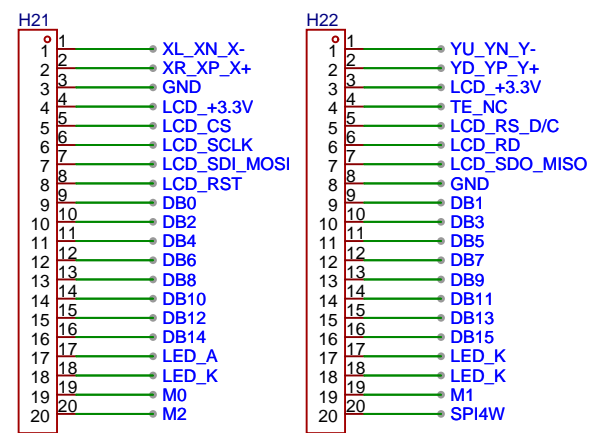 H21
1 1 XL_XN_X-
2 2 XR_XP_X+
3 3 GND
4 4 LCD_+3.3V
5 5 LCD_CS
6 6 LCD_SCLK
7 7 LCD_SDI_MOSI
8 8 LCD_RST
9 9 DB0
10 10 DB2
11 11 DB4
12 12 DB6
13 13 DB8
14 14 DB10
15 15 DB12
16 16 DB14
17 17 LED_A
18 18 LED_K
19 19 M0
20 20 M2
H22
1 1 YU_YN_Y-
2 2 YD_YP_Y+
3 3 LCD_+3.3V
4 4 TE_NC
5 5 LCD_RS_D/C
6 6 LCD_RD
7 7 LCD_SDO_MISO
8 8 GND
9 9 DB1
10 10 DB3
11 11 DB5
12 12 DB7
13 13 DB9
14 14 DB11
15 15 DB13
16 16 DB15
17 17 LED_K
18 18 LED_K
19 19 M1
20 20 SPI4W